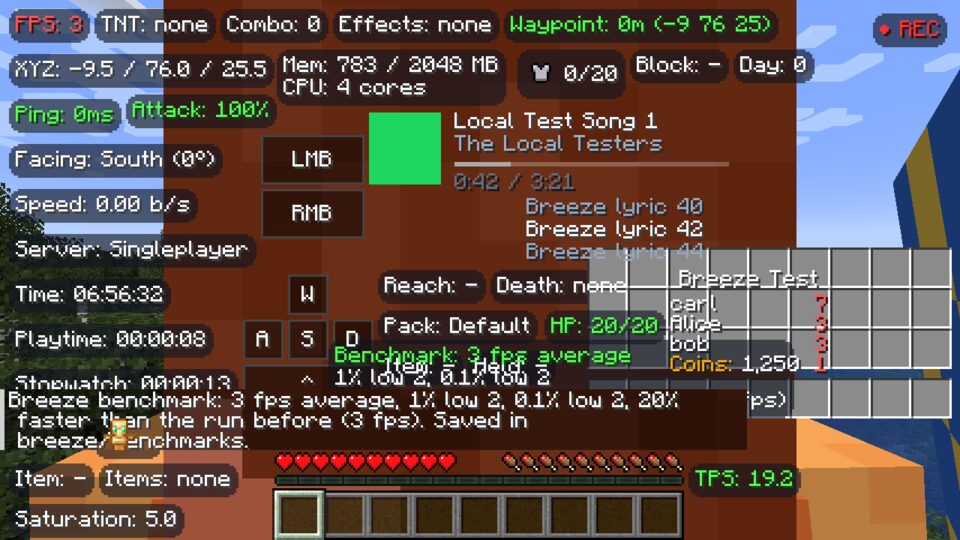 FPS: 3
TNT: none
Combo: 0
Effects: none
Waypoint: 0m (-9 76 25)
REC
XYZ: -9.5 / 76.0 / 25.5
Mem: 783 / 2048 MB
CPU: 4 cores
0/20
Block: -
Day: 0
Ping: 0ms
Attack: 100%
Local Test Song 1
The Local Testers
0:42 / 3:21
Facing: South (0°)
LMB
Speed: 0.00 b/s
RMB
Breeze lyric 40
Breeze lyric 42
Breeze lyric 44
Server: Singleplayer
Time: 06:56:32
W
Reach: -
Death: none
Breeze Test
carl 7
Alice 3
bob 3
Coins: 1,250 1
Playtime: 00:00:08
A
S
D
Pack: Default
HP: 20/20
Benchmark: 3 fps average
Item: -
Held
1% low 2, 0.1% low 2
Stopwatch: 00:00:13
^
Breeze benchmark: 3 fps average, 1% low 2, 0.1% low 2, 20%
faster than the run before (3 fps). Saved in
breeze/benchmarks.
fps)
Item: -
Items: none
TPS: 19.2
Saturation: 5.0